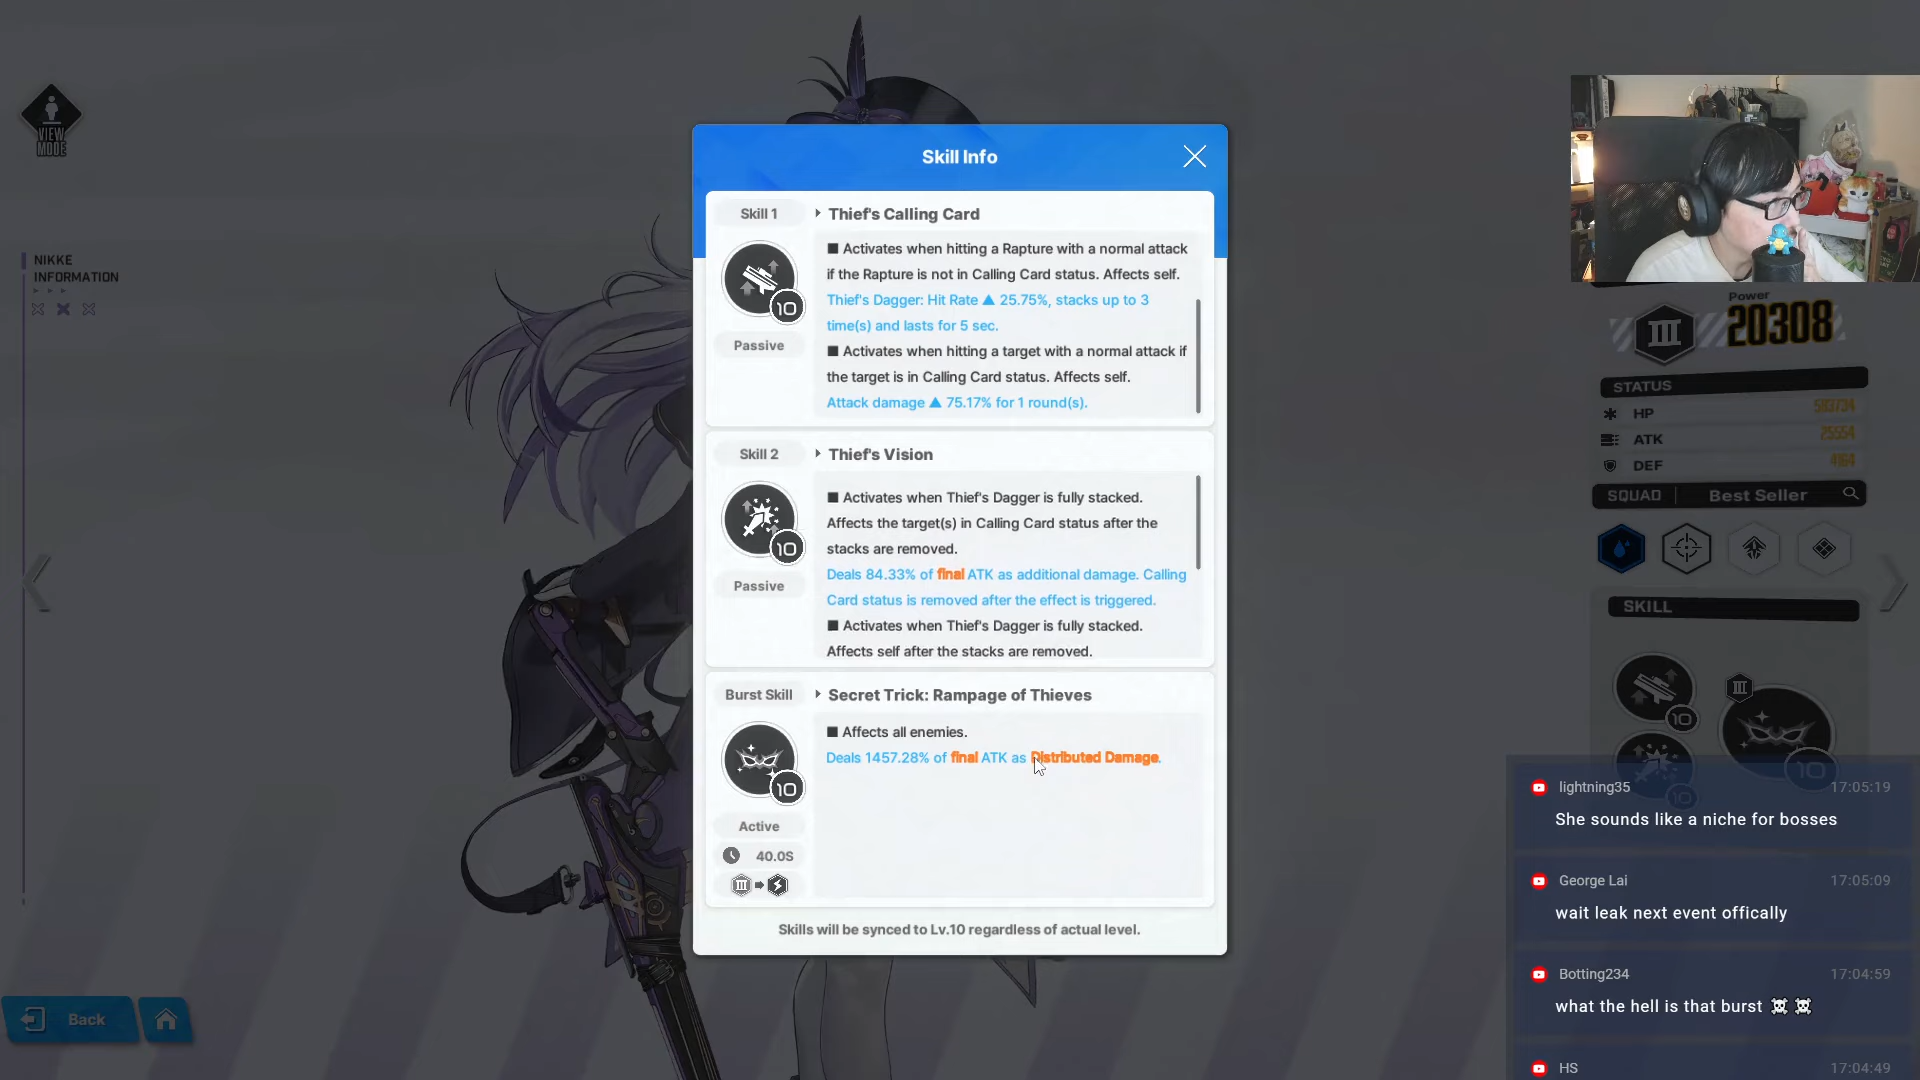 VIEW
MODE
NIKKE
INFORMATION
Skill Info
Skill 1
Thief's Calling Card
■ Activates when hitting a Rapture with a normal attack
if the Rapture is not in Calling Card status. Affects self.
Thief's Dagger: Hit Rate ▲ 25.75%, stacks up to 3
time(s) and lasts for 5 sec.
■ Activates when hitting a target with a normal attack if
the target is in Calling Card status. Affects self.
Attack damage ▲ 75.17% for 1 round(s).
10
Passive
Skill 2
Thief's Vision
■ Activates when Thief's Dagger is fully stacked.
Affects the target(s) in Calling Card status after the
stacks are removed.
Deals 84.33% of final ATK as additional damage. Calling
Card status is removed after the effect is triggered.
■ Activates when Thief's Dagger is fully stacked.
Affects self after the stacks are removed.
10
Passive
Burst Skill
Secret Trick: Rampage of Thieves
■ Affects all enemies.
Deals 1457.28% of final ATK as Distributed Damage.
10
Active
40.0S
III
Skills will be synced to Lv.10 regardless of actual level.
Back
Power
III
20308
STATUS
HP
583734
ATK
25554
DEF
4164
SQUAD
Best Seller
SKILL
10
III
10
10
lightning35
17:05:19
She sounds like a niche for bosses
George Lai
17:05:09
wait leak next event offically
Botting234
17:04:59
what the hell is that burst ☠ ☠
HS
17:04:49